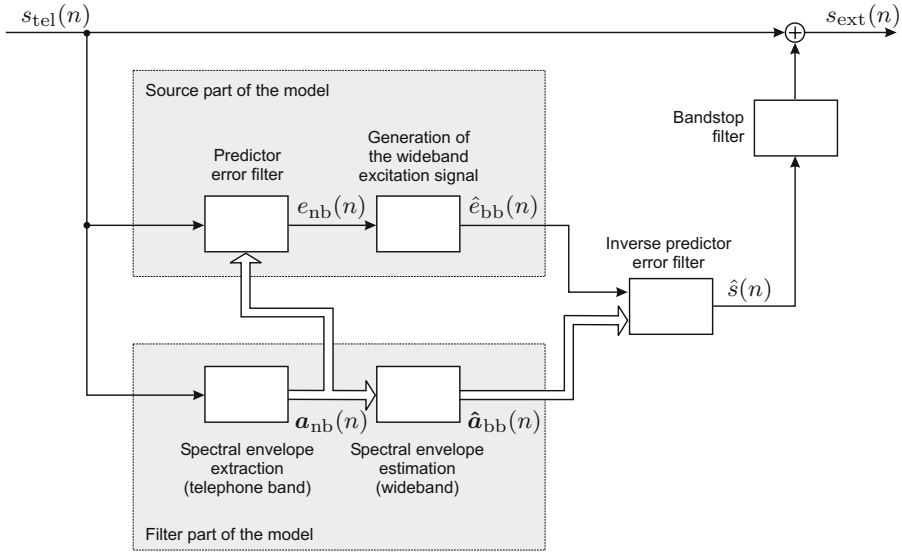 s_tel(n)
s_ext(n)
+
Source part of the model
Bandstop
filter
Predictor
error filter
Generation of
the wideband
excitation signal
e_nb(n)
ê_bb(n)
Inverse predictor
error filter
ŝ(n)
a_nb(n)
â_bb(n)
Spectral envelope
extraction
(telephone band)
Spectral envelope
estimation
(wideband)
Filter part of the model